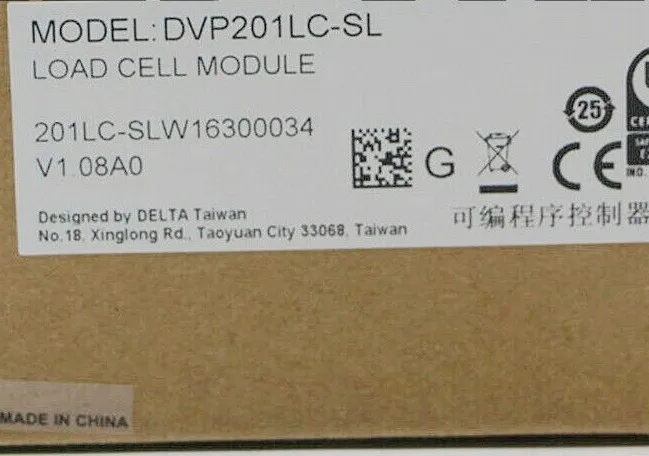 MODEL: DVP201LC-SL
LOAD CELL MODULE
201LC-SLW16300034
V1.08A0
G
25
CE
Designed by DELTA Taiwan
No.18, Xinglong Rd., Taoyuan City 33068, Taiwan
可编程序控制器
MADE IN CHINA